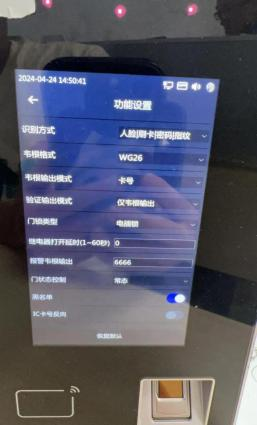 2024-04-24 14:50:41
功能设置
识别方式 人脸|刷卡|密码|指纹
韦根格式 WG26
韦根输出模式 卡号
验证输出模式 仅韦根输出
门锁类型 电插锁
继电器打开延时(1~60秒) 0
报警韦根输出 6666
门状态控制 常态
黑名单
IC卡号反向
恢复默认